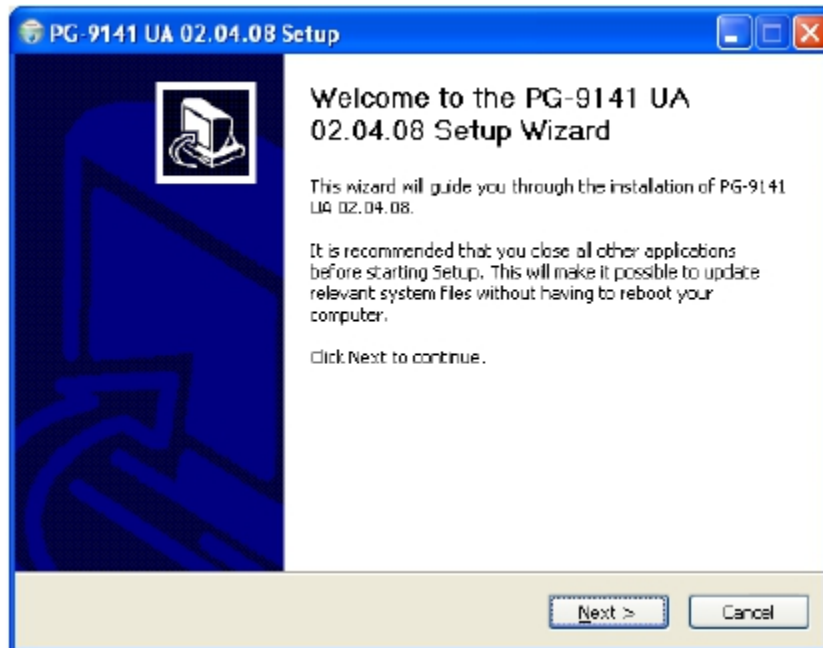 PG-9141 UA 02.04.08 Setup
Welcome to the PG-9141 UA
02.04.08 Setup Wizard
This wizard will guide you through the installation of PG-9141
UA 02.04.08.
It is recommended that you close all other applications
before starting Setup. This will make it possible to update
relevant system files without having to reboot your
computer.
Click Next to continue.
Next >
Cancel